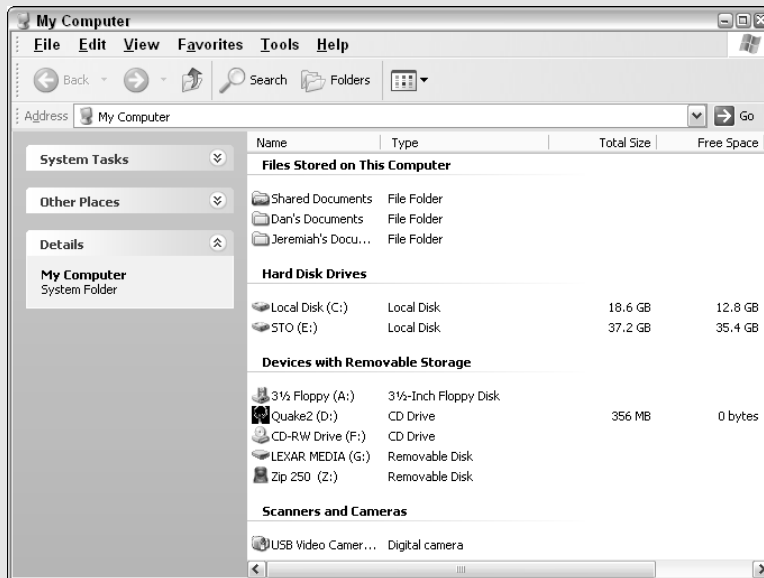 My Computer
File Edit View Favorites Tools Help
Back Search Folders
Address My Computer Go
System Tasks
Other Places
Details
My Computer
System Folder
Name Type Total Size Free Space
Files Stored on This Computer
Shared Documents File Folder
Dan's Documents File Folder
Jeremiah's Docu... File Folder
Hard Disk Drives
Local Disk (C:) Local Disk 18.6 GB 12.8 GB
STO (E:) Local Disk 37.2 GB 35.4 GB
Devices with Removable Storage
3½ Floppy (A:) 3½-Inch Floppy Disk
Quake2 (D:) CD Drive 356 MB 0 bytes
CD-RW Drive (F:) CD Drive
LEXAR MEDIA (G:) Removable Disk
Zip 250 (Z:) Removable Disk
Scanners and Cameras
USB Video Camer... Digital camera